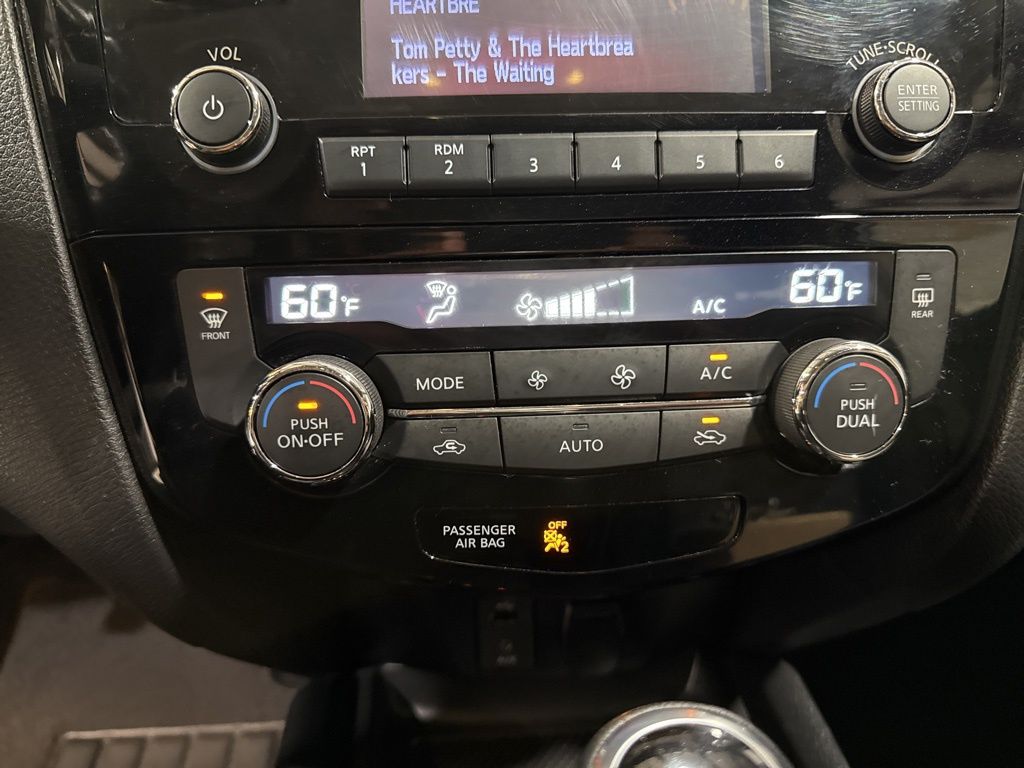 HEARTBRE
Tom Petty & The Heartbrea
kers - The Waiting
VOL
TUNE·SCROLL
ENTER
SETTING
RPT
1
RDM
2
3
4
5
6
60°F
A/C
60°F
FRONT
REAR
MODE
A/C
PUSH
ON·OFF
AUTO
PUSH
DUAL
PASSENGER
AIR BAG
OFF
2